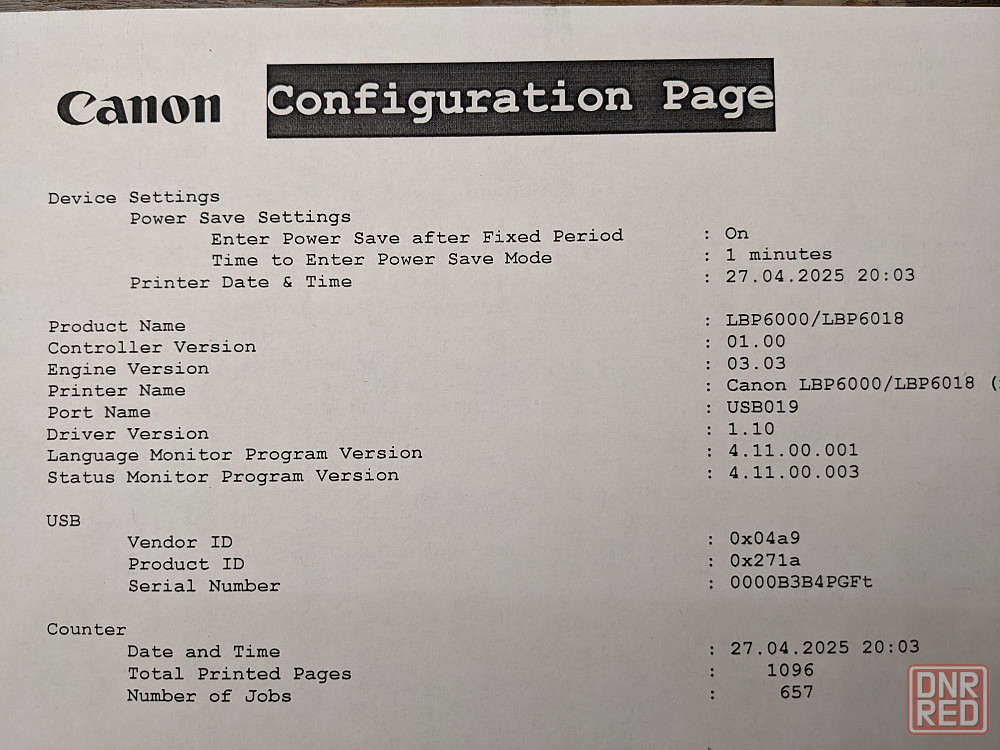 Canon Configuration Page
Device Settings
Power Save Settings
Enter Power Save after Fixed Period : On
Time to Enter Power Save Mode : 1 minutes
Printer Date & Time : 27.04.2025 20:03
Product Name : LBP6000/LBP6018
Controller Version : 01.00
Engine Version : 03.03
Printer Name : Canon LBP6000/LBP6018 (
Port Name : USB019
Driver Version : 1.10
Language Monitor Program Version : 4.11.00.001
Status Monitor Program Version : 4.11.00.003
USB
Vendor ID : 0x04a9
Product ID : 0x271a
Serial Number : 0000B3B4PGFt
Counter
Date and Time : 27.04.2025 20:03
Total Printed Pages : 1096
Number of Jobs : 657
DNR
RED